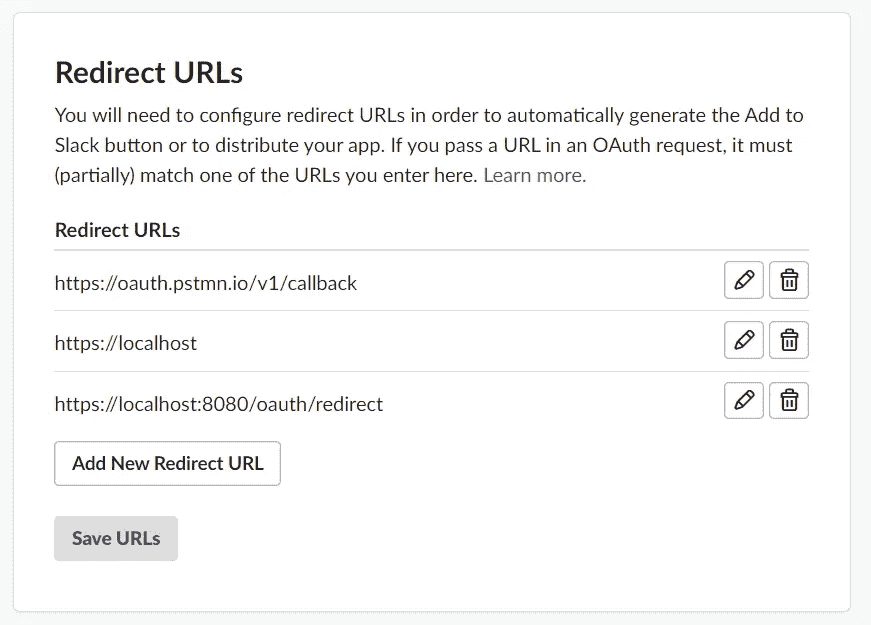 Redirect URLs
You will need to configure redirect URLs in order to automatically generate the Add to
Slack button or to distribute your app. If you pass a URL in an OAuth request, it must
(partially) match one of the URLs you enter here. Learn more.
Redirect URLs
https://oauth.pstmn.io/v1/callback
https://localhost
https://localhost:8080/oauth/redirect
Add New Redirect URL
Save URLs